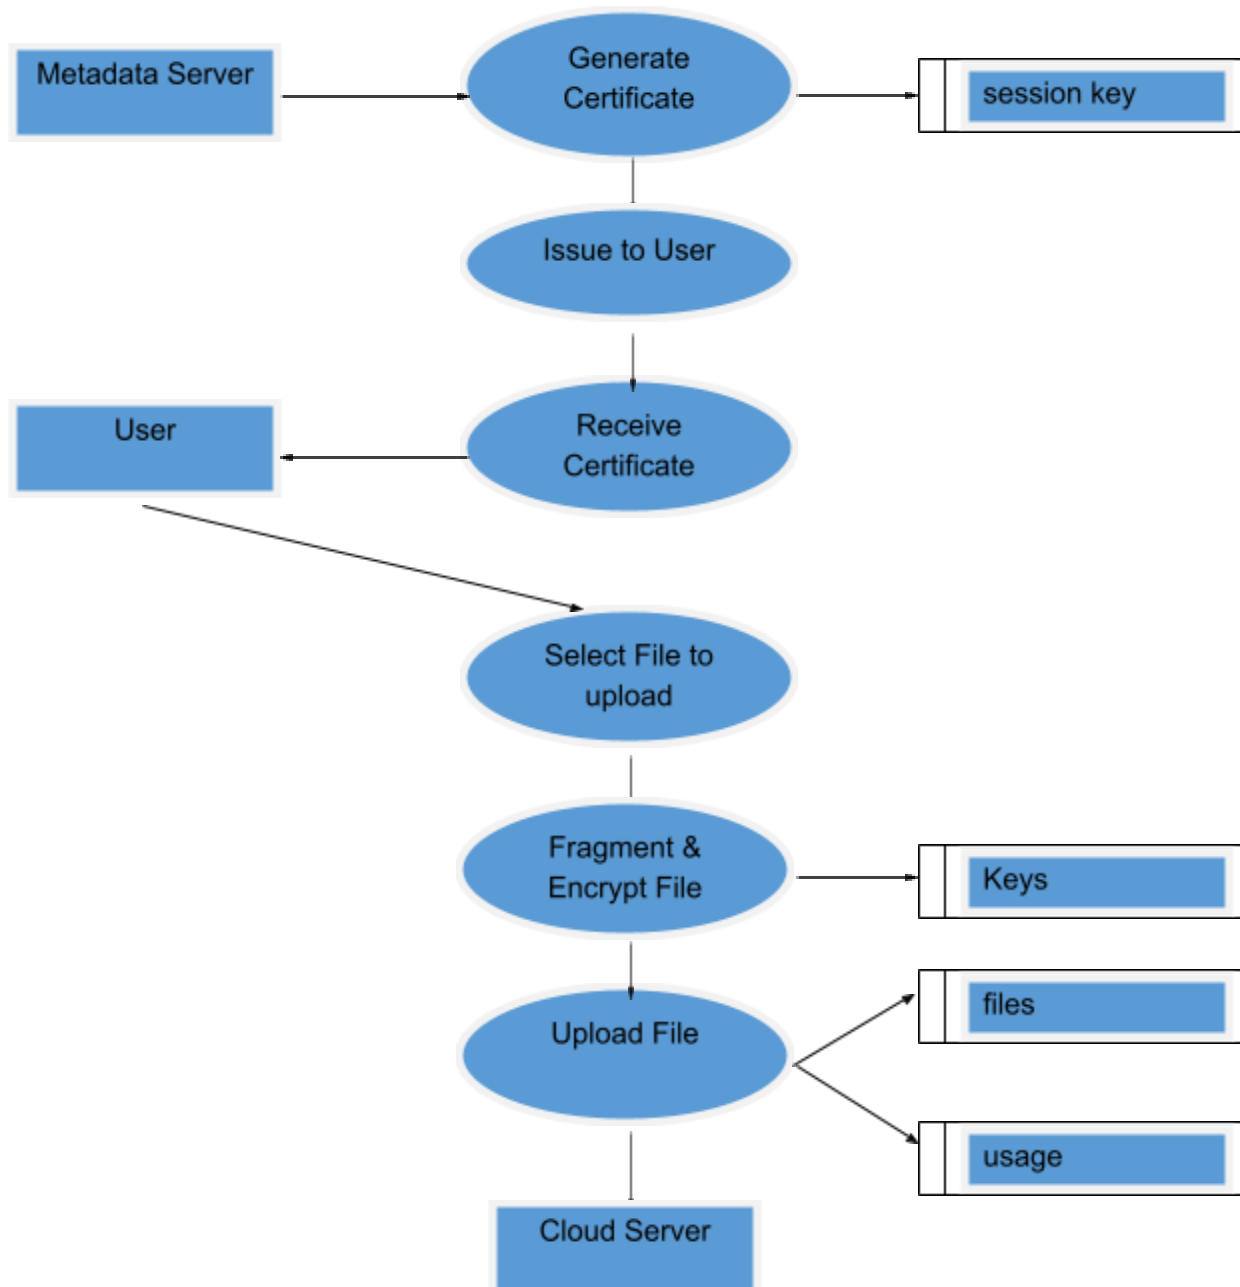 Metadata Server
Generate
Certificate
session key
Issue to User
User
Receive
Certificate
Select File to
upload
Fragment &
Encrypt File
Keys
files
Upload File
usage
Cloud Server